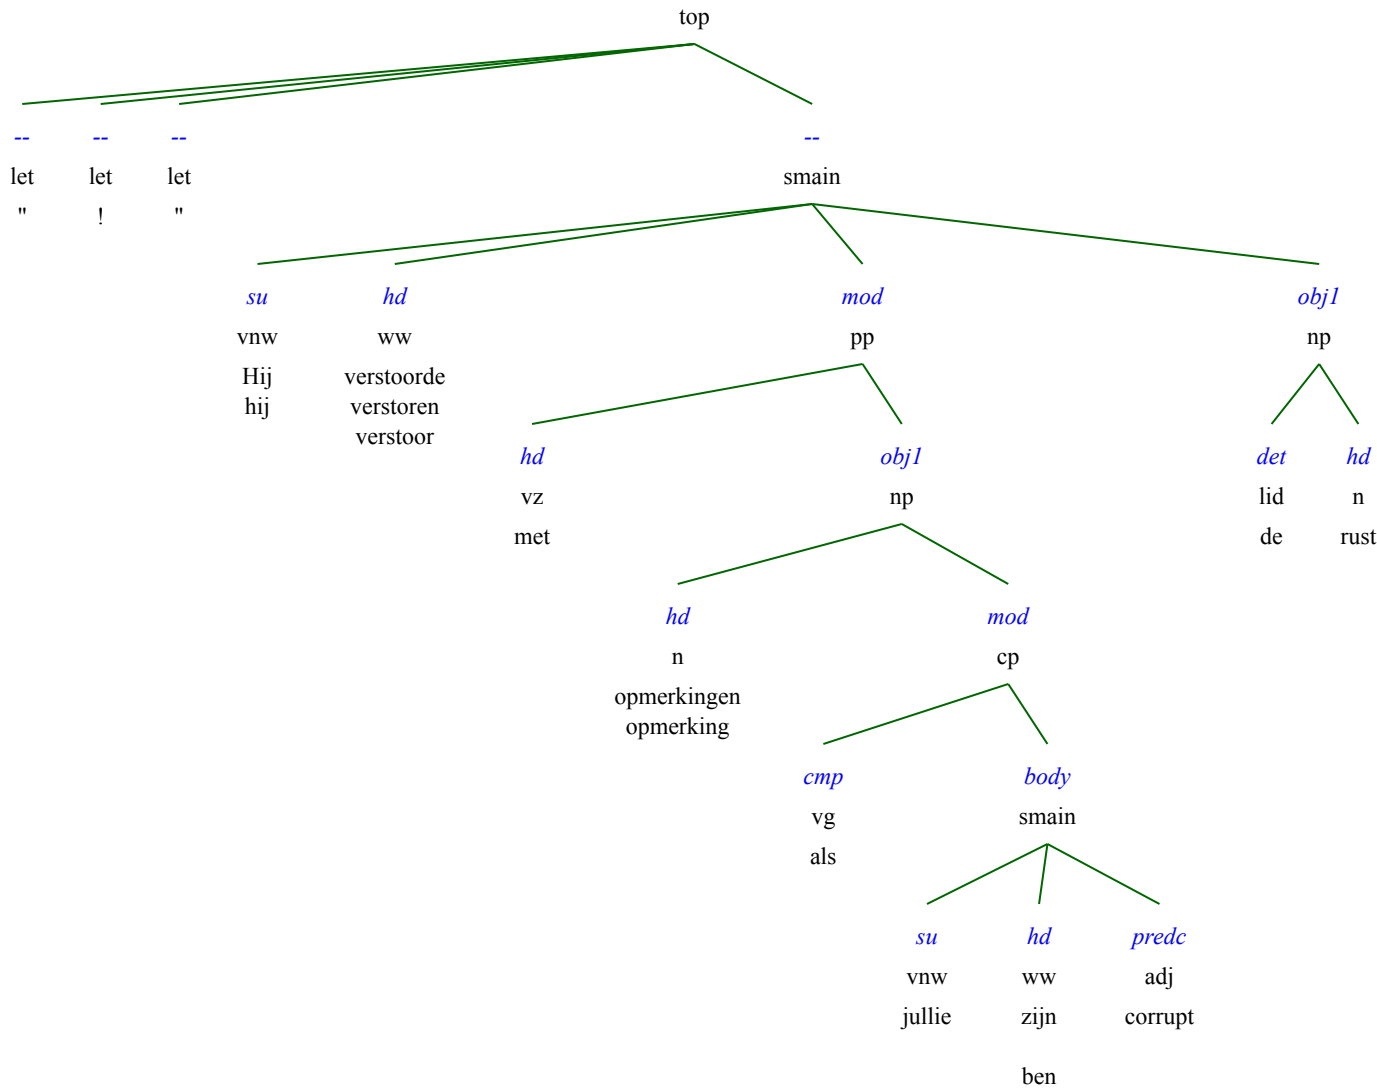 top
-- -- -- --
let let let smain
" ! "
su hd mod obj1
vnw ww pp np
Hij verstoorde
hij verstoren
verstoor
hd obj1 det hd
vz np lid n
met de rust
hd mod
n cp
opmerkingen
opmerking
cmp body
vg smain
als
su hd predc
vnw ww adj
jullie zijn corrupt
ben